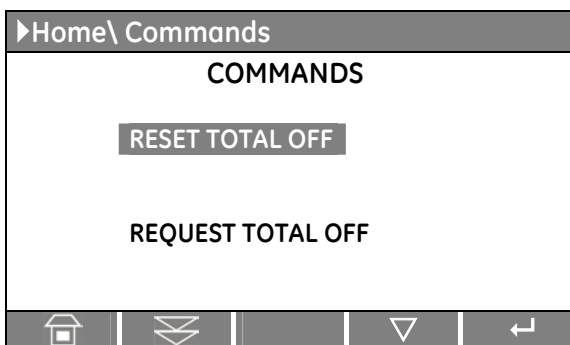 Home\ Commands
COMMANDS
RESET TOTAL OFF
REQUEST TOTAL OFF